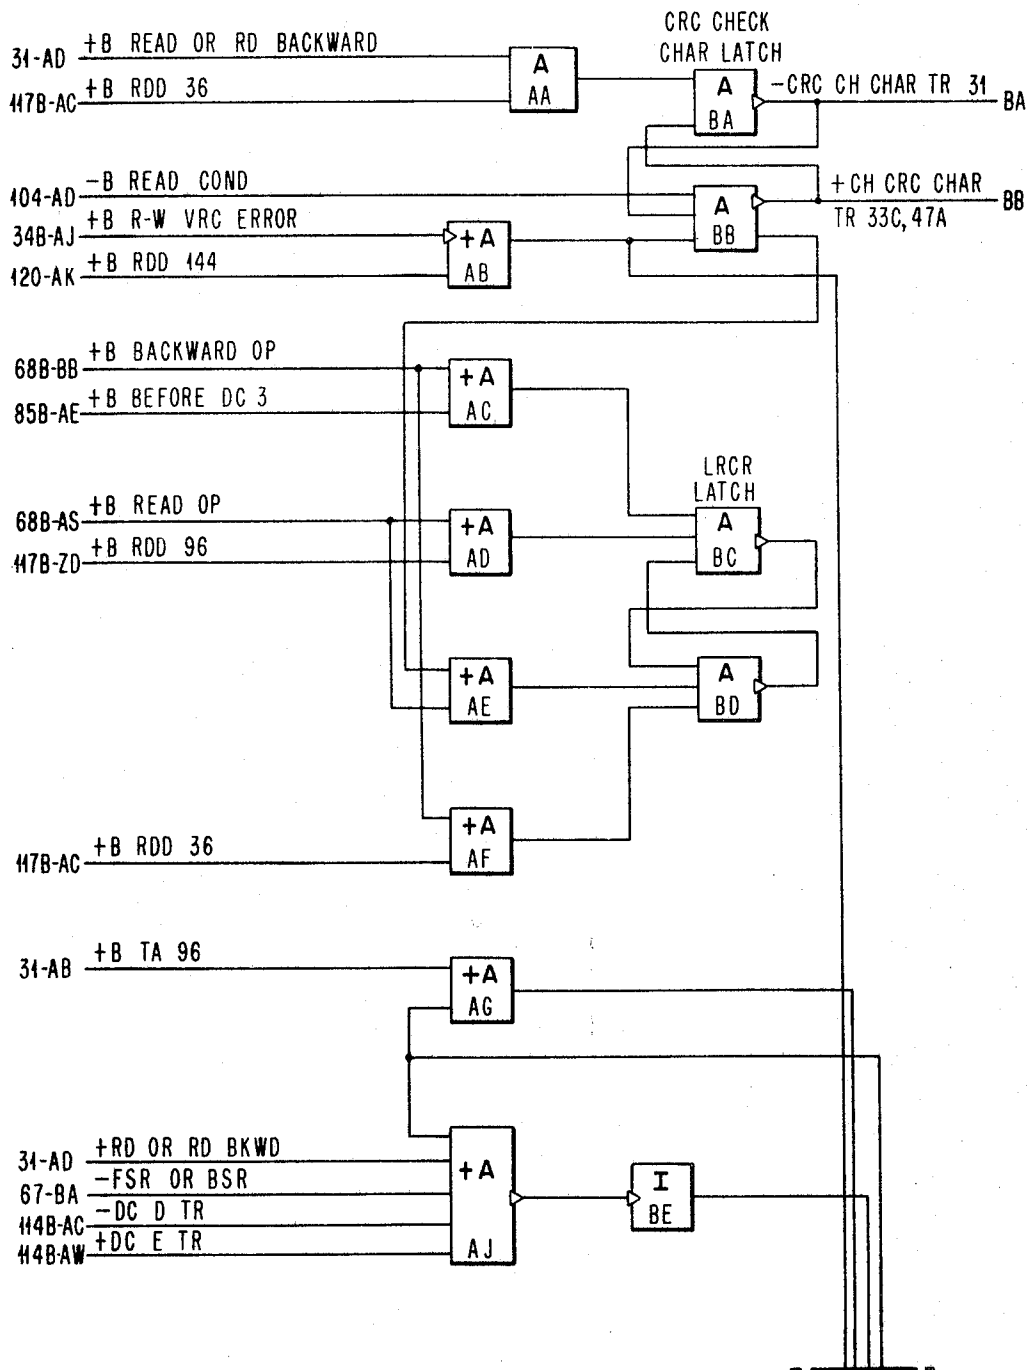 CRC CHECK
CHAR LATCH
31-AD +B READ OR RD BACKWARD
A
AA
117B-AC +B RDD 36
A
BA
-CRC CH CHAR TR 31 BA
104-AD -B READ COND
A
BB
+CH CRC CHAR BB
TR 33C, 47A
34B-AJ +B R-W VRC ERROR
+A
AB
120-AK +B RDD 144
68B-BB +B BACKWARD OP
+A
AC
85B-AE +B BEFORE DC 3
LRCR
LATCH
68B-AS +B READ OP
+A
AD
A
BC
117B-ZD +B RDD 96
+A
AE
A
BD
+A
AF
117B-AC +B RDD 36
31-AB +B TA 96
+A
AG
31-AD +RD OR RD BKWD
67-BA -FSR OR BSR
114B-AC -DC D TR
114B-AW +DC E TR
+A
AJ
I
BE